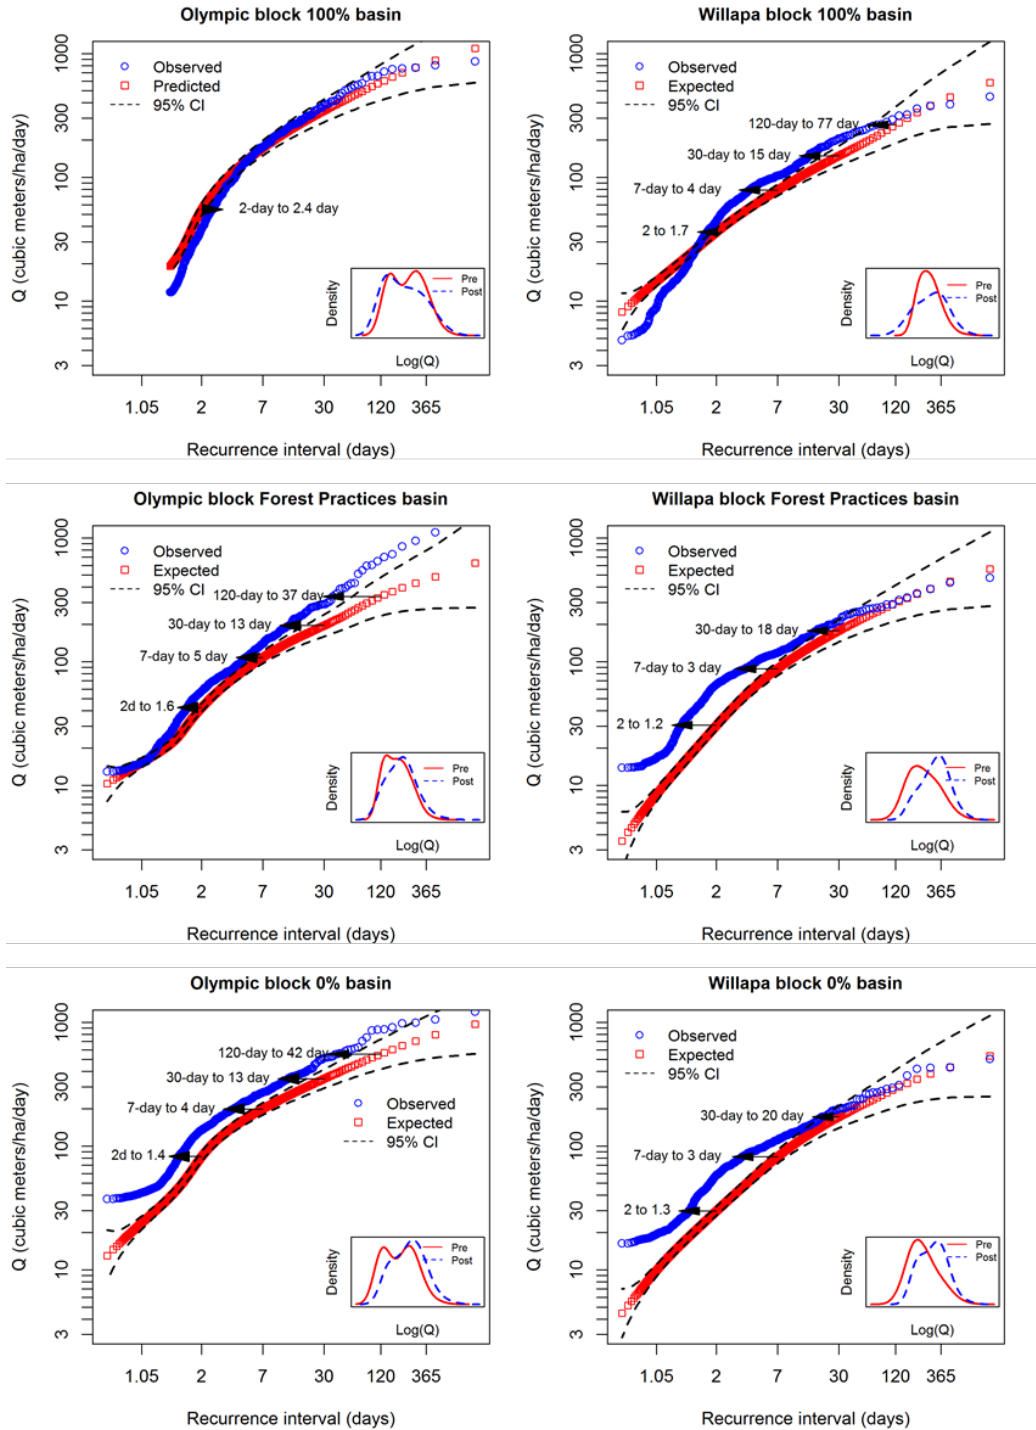 Olympic block 100% basin
Q (cubic meters/ha/day)
1000
300
100
30
10
3
Observed
Predicted
95% CI
2-day to 2.4 day
Density
Pre
Post
Log(Q)
1.05 2 7 30 120 365
Recurrence interval (days)
Willapa block 100% basin
Q (cubic meters/ha/day)
1000
300
100
30
10
3
Observed
Expected
95% CI
120-day to 77 day
30-day to 15 day
7-day to 4 day
2 to 1.7
Density
Pre
Post
Log(Q)
1.05 2 7 30 120 365
Recurrence interval (days)
Olympic block Forest Practices basin
Q (cubic meters/ha/day)
1000
300
100
30
10
3
Observed
Expected
95% CI
120-day to 37 day
30-day to 13 day
7-day to 5 day
2d to 1.6
Density
Pre
Post
Log(Q)
1.05 2 7 30 120 365
Recurrence interval (days)
Willapa block Forest Practices basin
Q (cubic meters/ha/day)
1000
300
100
30
10
3
Observed
Expected
95% CI
30-day to 18 day
7-day to 3 day
2 to 1.2
Density
Pre
Post
Log(Q)
1.05 2 7 30 120 365
Recurrence interval (days)
Olympic block 0% basin
Q (cubic meters/ha/day)
1000
300
100
30
10
3
120-day to 42 day
30-day to 13 day
7-day to 4 day
Observed
Expected
95% CI
2d to 1.4
Density
Pre
Post
Log(Q)
1.05 2 7 30 120 365
Recurrence interval (days)
Willapa block 0% basin
Q (cubic meters/ha/day)
1000
300
100
30
10
3
Observed
Expected
95% CI
30-day to 20 day
7-day to 3 day
2 to 1.3
Density
Pre
Post
Log(Q)
1.05 2 7 30 120 365
Recurrence interval (days)